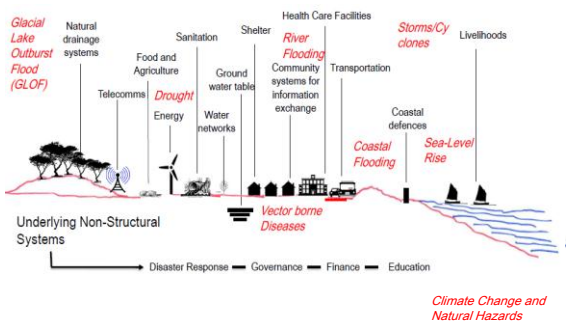 Glacial
Lake
Outburst
Flood
(GLOF)
Natural
drainage
systems
Telecomms
Food and
Agriculture
Drought
Energy
Sanitation
Water
networks
Ground
water table
Shelter
Health Care Facilities
River
Flooding
Community
systems for
information
exchange
Transportation
Vector borne
Diseases
Coastal
Flooding
Coastal
defences
Storms/Cy
clones
Sea-Level
Rise
Livelihoods
Underlying Non-Structural
Systems
Disaster Response
Governance
Finance
Education
Climate Change and
Natural Hazards